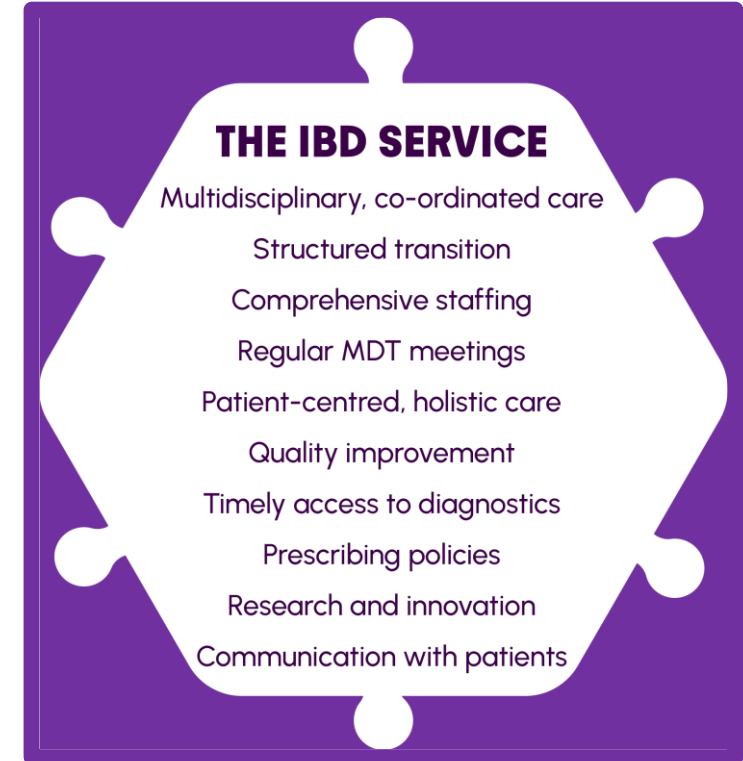 THE IBD SERVICE
Multidisciplinary, co-ordinated care
Structured transition
Comprehensive staffing
Regular MDT meetings
Patient-centred, holistic care
Quality improvement
Timely access to diagnostics
Prescribing policies
Research and innovation
Communication with patients